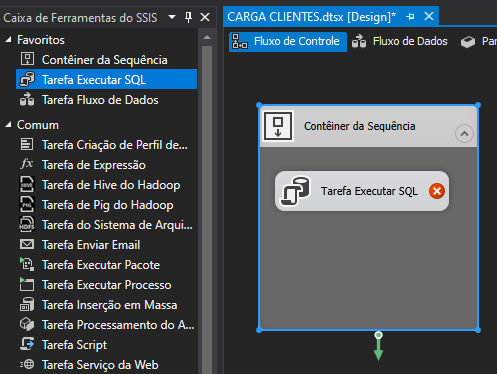 Caixa de Ferramentas do SSIS
Favoritos
Contêiner da Sequência
Tarefa Executar SQL
Tarefa Fluxo de Dados
Comum
Tarefa Criação de Perfil de...
Tarefa de Expressão
Tarefa de Hive do Hadoop
Tarefa de Pig do Hadoop
Tarefa do Sistema de Arqui...
Tarefa Enviar Email
Tarefa Executar Pacote
Tarefa Executar Processo
Tarefa Inserção em Massa
Tarefa Processamento do A...
Tarefa Script
Tarefa Serviço da Web
CARGA CLIENTES.dtsx [Design]*
Fluxo de Controle
Fluxo de Dados
Par
Contêiner da Sequência
Tarefa Executar SQL